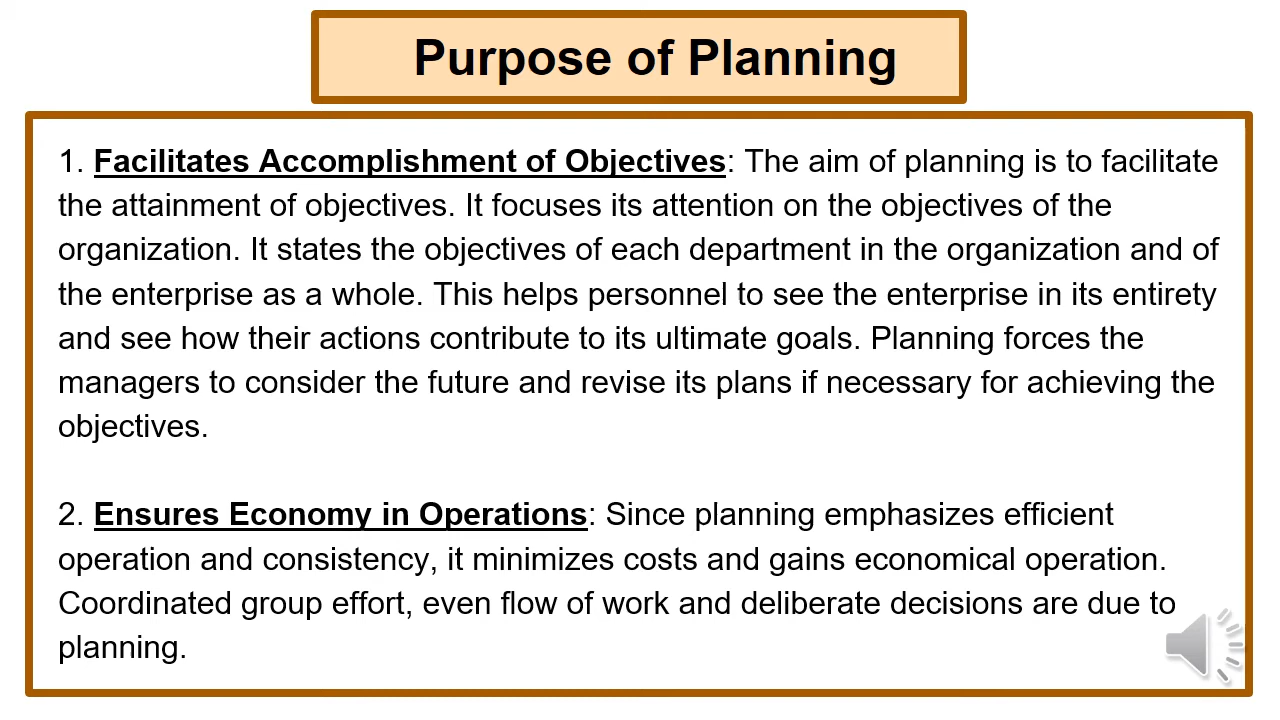 Purpose of Planning
1. Facilitates Accomplishment of Objectives: The aim of planning is to facilitate
the attainment of objectives. It focuses its attention on the objectives of the
organization. It states the objectives of each department in the organization and of
the enterprise as a whole. This helps personnel to see the enterprise in its entirety
and see how their actions contribute to its ultimate goals. Planning forces the
managers to consider the future and revise its plans if necessary for achieving the
objectives.
2. Ensures Economy in Operations: Since planning emphasizes efficient
operation and consistency, it minimizes costs and gains economical operation.
Coordinated group effort, even flow of work and deliberate decisions are due to
planning.